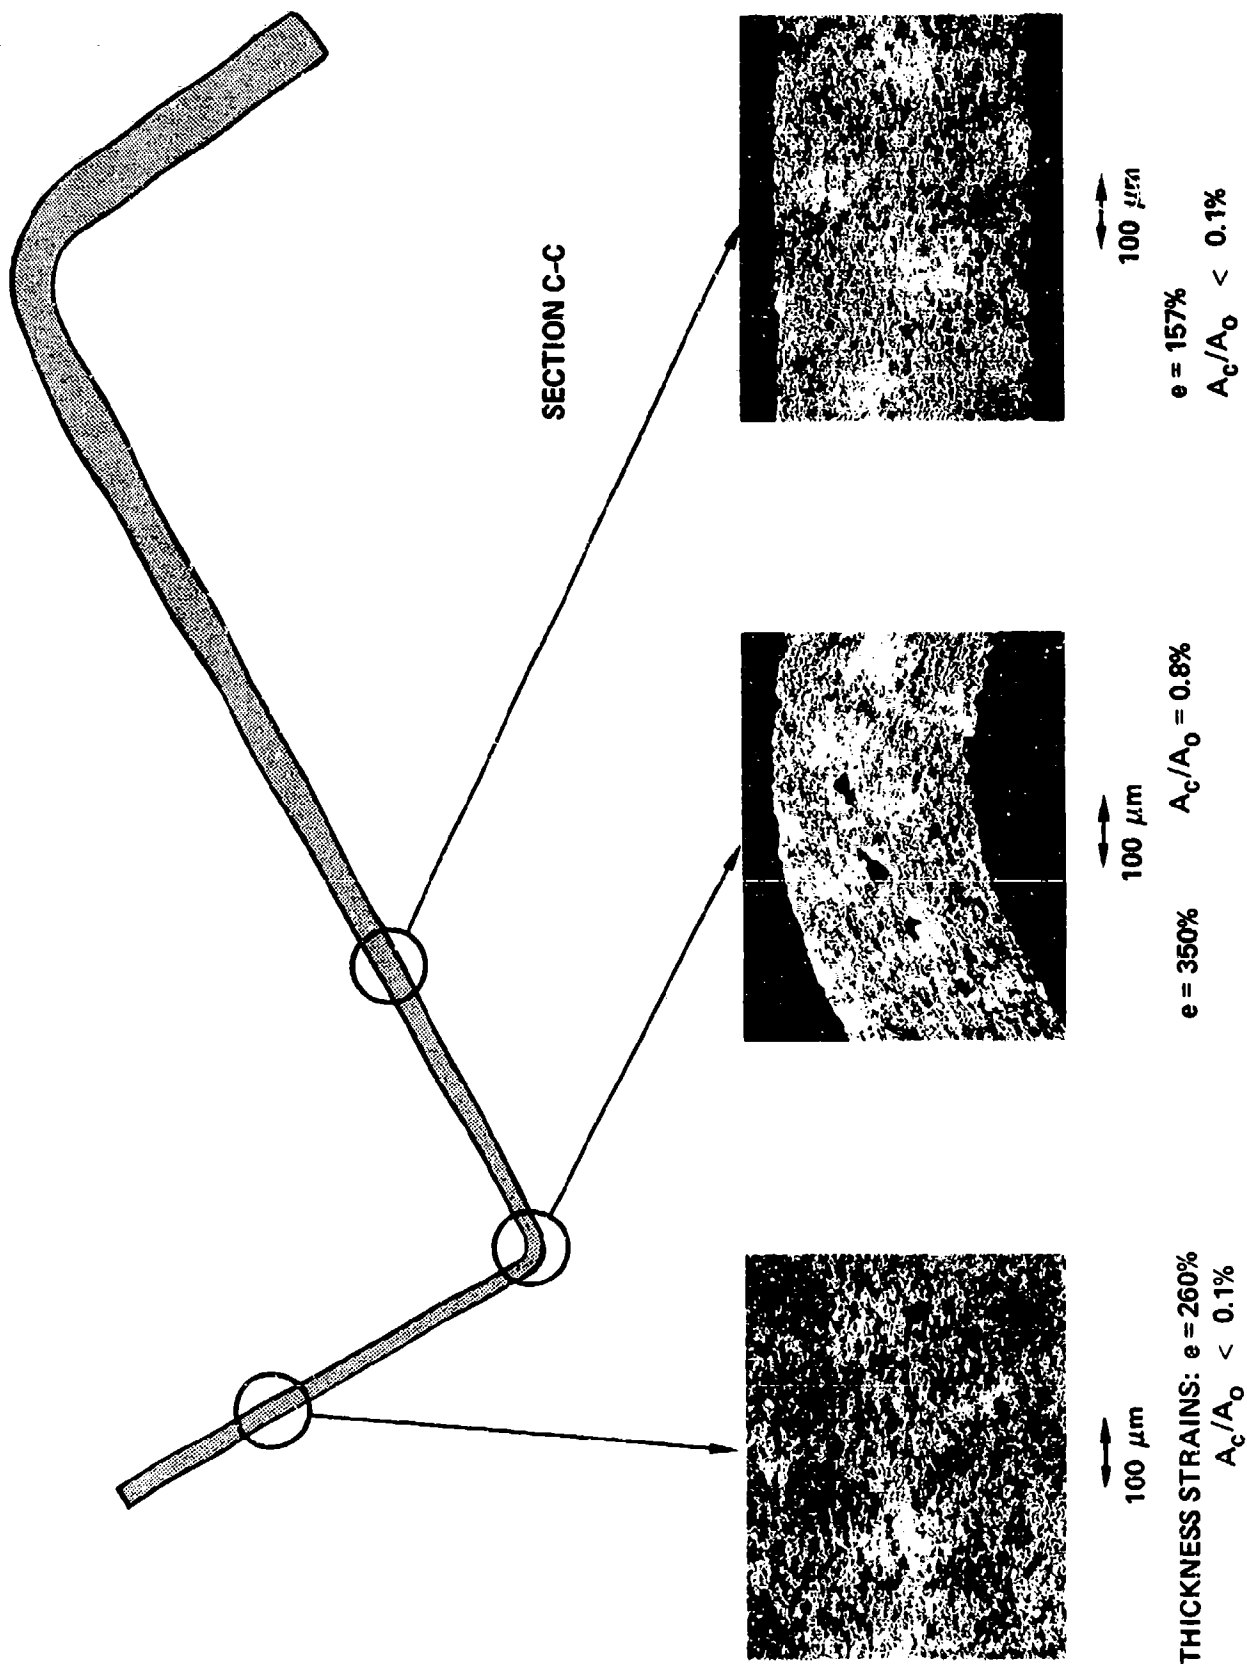 SECTION C-C
100 μm
100 μm
100 μm
THICKNESS STRAINS: e = 260%
A_c/A_o < 0.1%
e = 350% A_c/A_o = 0.8%
e = 157%
A_c/A_o < 0.1%